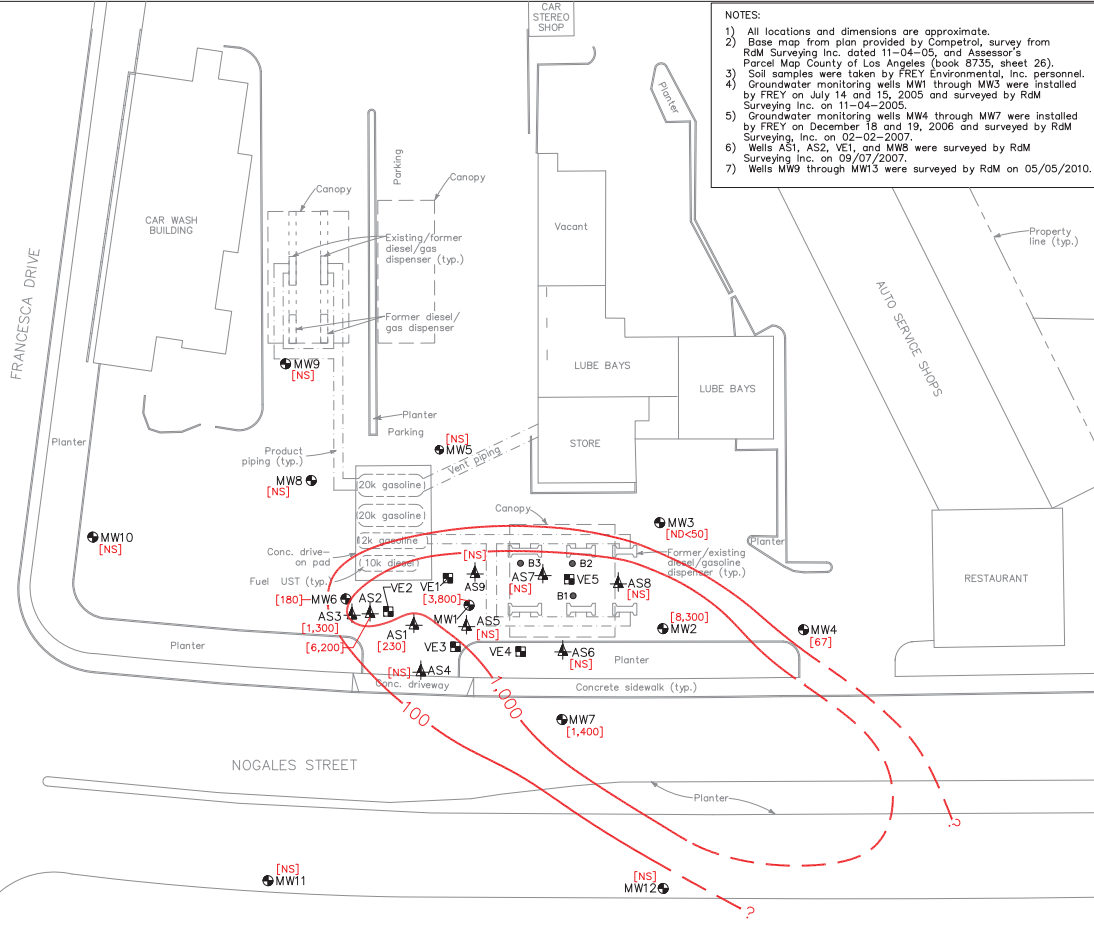 CAR
STEREO
SHOP
NOTES:
1) All locations and dimensions are approximate.
2) Base map from plan provided by Competrol, survey from
RdM Surveying Inc. dated 11-04-05, and Assessor's
Parcel Map County of Los Angeles (book 8735, sheet 26).
3) Soil samples were taken by FREY Environmental, Inc. personnel.
4) Groundwater monitoring wells MW1 through MW3 were installed
by FREY on July 14 and 15, 2005 and surveyed by RdM
Surveying Inc. on 11-04-2005.
5) Groundwater monitoring wells MW4 through MW7 were installed
by FREY on December 18 and 19, 2006 and surveyed by RdM
Surveying, Inc. on 02-02-2007.
6) Wells AS1, AS2, VE1, and MW8 were surveyed by RdM
Surveying Inc. on 09/07/2007.
7) Wells MW9 through MW13 were surveyed by RdM on 05/05/2010.
Planter
Parking
Canopy
Canopy
CAR WASH
BUILDING
Vacant
Existing/former
diesel/gas
dispenser (typ.)
Property
line (typ.)
FRANCESCA DRIVE
AUTO SERVICE SHOPS
Former diesel/
gas dispenser
MW9
[NS]
LUBE BAYS
LUBE BAYS
Planter
Parking
Planter
[NS]
MW5
STORE
Product
piping (typ.)
Vent piping
MW8
[NS]
20k gasoline
Canopy
20k gasoline
MW3
[ND<50]
MW10
[NS]
2k gasoline
Planter
Conc. drive-
on pad
[NS]
Former/existing
diesel/gasoline
dispenser (typ.)
10k diesel
B3
B2
Fuel UST (typ.)
VE1
AS9
AS7
[NS]
VE5
AS8
[NS]
RESTAURANT
[180]
MW6
AS2
VE2
[3,800]
B1
AS3
[1,300]
MW1
AS5
[NS]
[8,300]
MW2
MW4
[67]
[6,200]
AS1
[230]
Planter
VE3
VE4
AS6
[NS]
Planter
[NS]
AS4
Conc. driveway
Concrete sidewalk (typ.)
100
1,000
MW7
[1,400]
NOGALES STREET
Planter
?
[NS]
MW11
[NS]
MW12
?